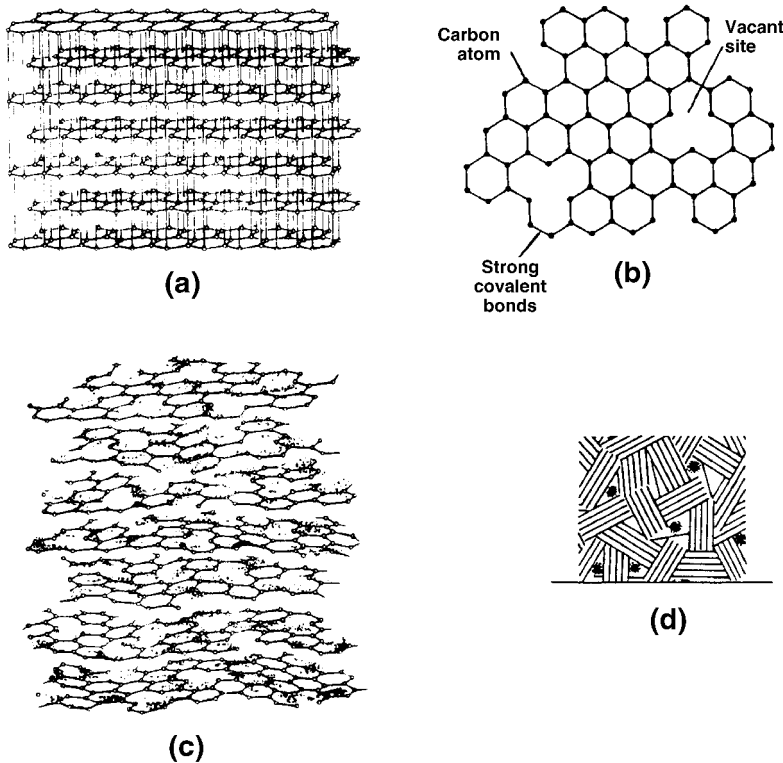 Carbon
atom
Vacant
site
(a)
Strong
covalent
bonds
(b)
(c)
(d)